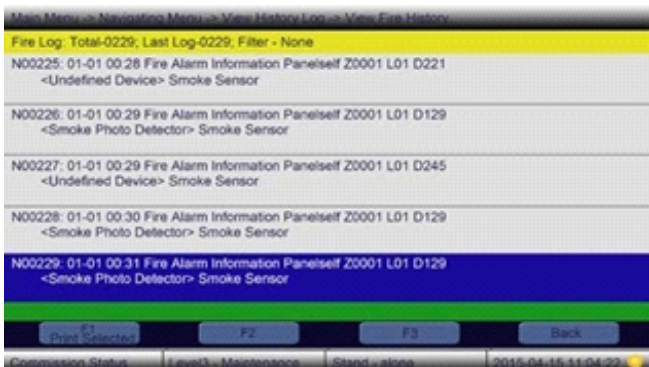 Main Menu -> Navigating Menu -> View History Log -> View Fire History
Fire Log: Total-0229; Last Log-0229; Filter - None
N00225: 01-01 00:28 Fire Alarm Information Panelself Z0001 L01 D221
<Undefined Device> Smoke Sensor
N00226: 01-01 00:29 Fire Alarm Information Panelself Z0001 L01 D129
<Smoke Photo Detector> Smoke Sensor
N00227: 01-01 00:29 Fire Alarm Information Panelself Z0001 L01 D245
<Undefined Device> Smoke Sensor
N00228: 01-01 00:30 Fire Alarm Information Panelself Z0001 L01 D129
<Smoke Photo Detector> Smoke Sensor
N00229: 01-01 00:31 Fire Alarm Information Panelself Z0001 L01 D129
<Smoke Photo Detector> Smoke Sensor
F1 F2 F3 Back
Print Selected
Commission Status Level3 - Maintenance Stand - alone 2015-04-15 11:04:22